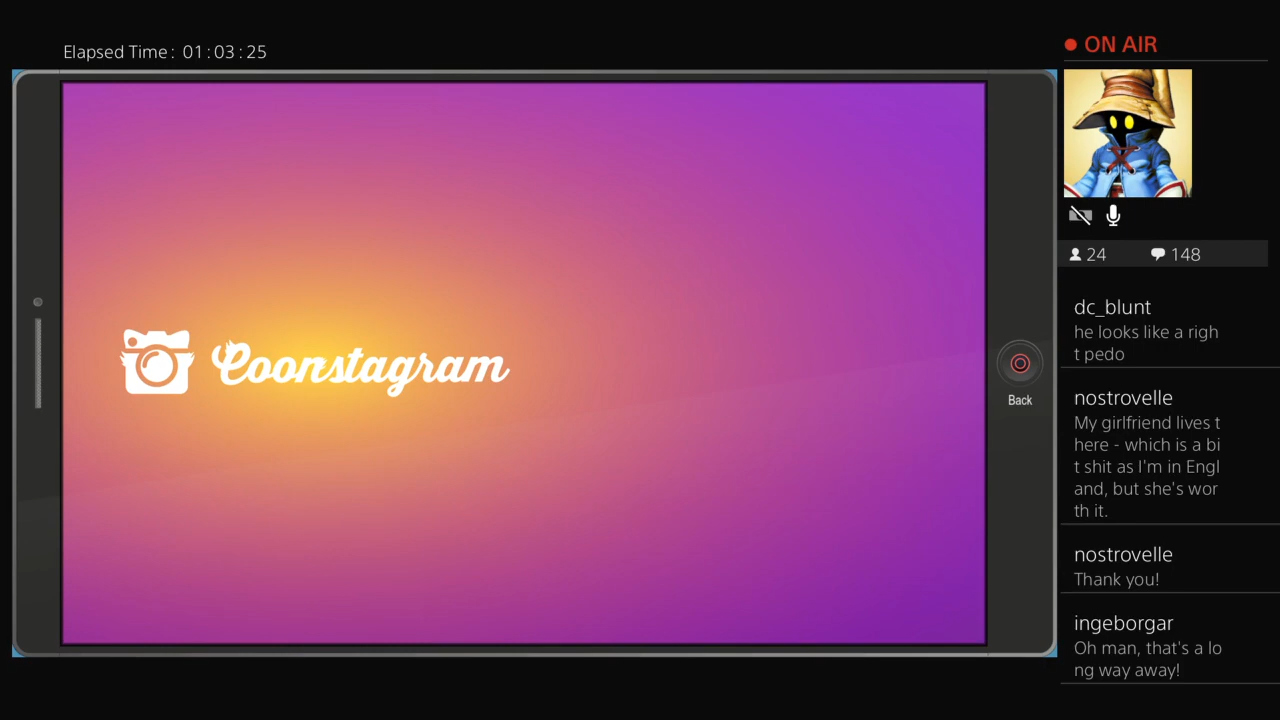 Elapsed Time: 01:03:25
ON AIR
Coonstagram
Back
24
148
dc_blunt
he looks like a righ
t pedo
nostrovelle
My girlfriend lives t
here - which is a bi
t shit as I'm in Engl
and, but she's wor
th it.
nostrovelle
Thank you!
ingeborgar
Oh man, that's a lo
ng way away!